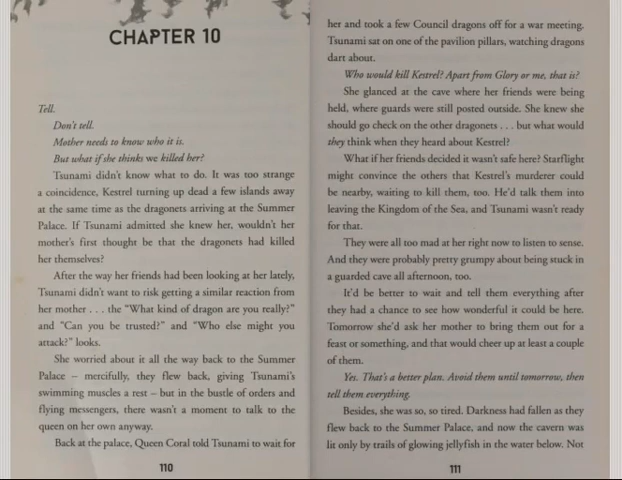 CHAPTER 10
Tell.
Don't tell.
Mother needs to know who it is.
But what if she thinks we killed her?
Tsunami didn't know what to do. It was too strange
a coincidence, Kestrel turning up dead a few islands away
at the same time as the dragonets arriving at the Summer
Palace. If Tsunami admitted she knew her, wouldn't her
mother's first thought be that the dragonets had killed
her themselves?
After the way her friends had been looking at her lately,
Tsunami didn't want to risk getting a similar reaction from
her mother . . . the "What kind of dragon are you really?"
and "Can you be trusted?" and "Who else might you
attack?" looks.
She worried about it all the way back to the Summer
Palace – mercifully, they flew back, giving Tsunami's
swimming muscles a rest – but in the bustle of orders and
flying messengers, there wasn't a moment to talk to the
queen on her own anyway.
Back at the palace, Queen Coral told Tsunami to wait for
110
her and took a few Council dragons off for a war meeting.
Tsunami sat on one of the pavilion pillars, watching dragons
dart about.
Who would kill Kestrel? Apart from Glory or me, that is?
She glanced at the cave where her friends were being
held, where guards were still posted outside. She knew she
should go check on the other dragonets . . . but what would
they think when they heard about Kestrel?
What if her friends decided it wasn't safe here? Starflight
might convince the others that Kestrel's murderer could
be nearby, waiting to kill them, too. He'd talk them into
leaving the Kingdom of the Sea, and Tsunami wasn't ready
for that.
They were all too mad at her right now to listen to sense.
And they were probably pretty grumpy about being stuck in
a guarded cave all afternoon, too.
It'd be better to wait and tell them everything after
they had a chance to see how wonderful it could be here.
Tomorrow she'd ask her mother to bring them out for a
feast or something, and that would cheer up at least a couple
of them.
Yes. That's a better plan. Avoid them until tomorrow, then
tell them everything.
Besides, she was so, so tired. Darkness had fallen as they
flew back to the Summer Palace, and now the cavern was
lit only by trails of glowing jellyfish in the water below. Not
111